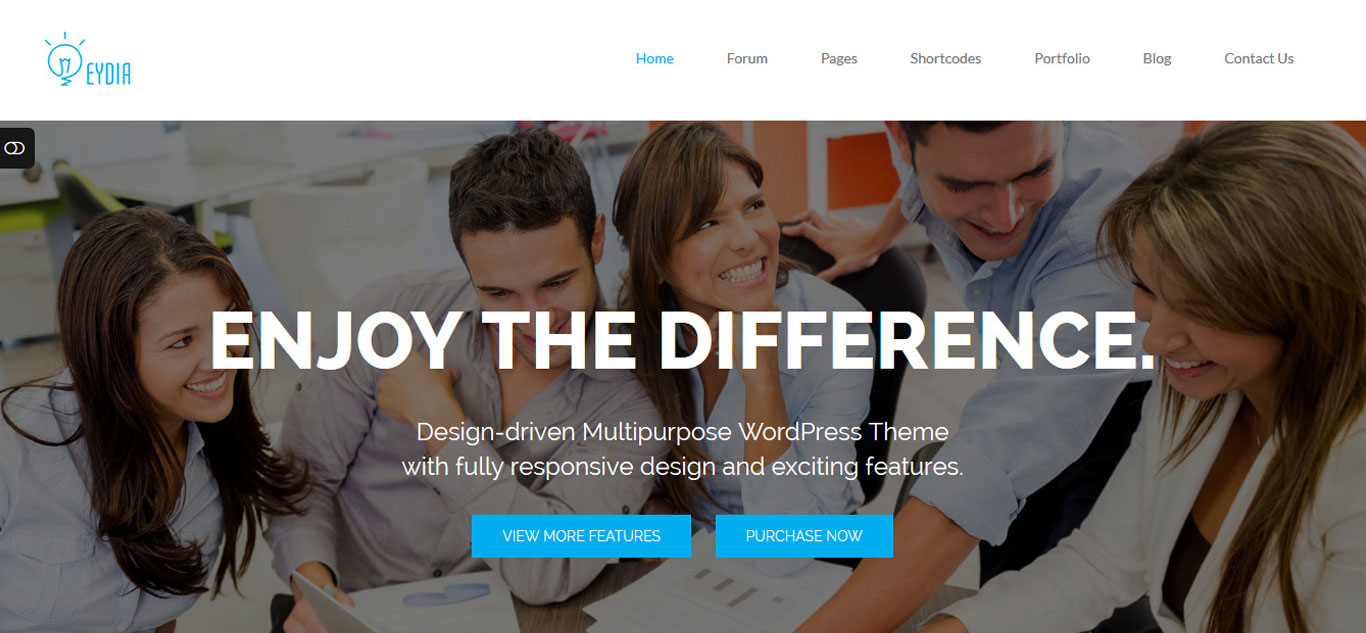 EYDIA
Home Forum Pages Shortcodes Portfolio Blog Contact Us
ENJOY THE DIFFERENCE.
Design-driven Multipurpose WordPress Theme
with fully responsive design and exciting features.
VIEW MORE FEATURES PURCHASE NOW